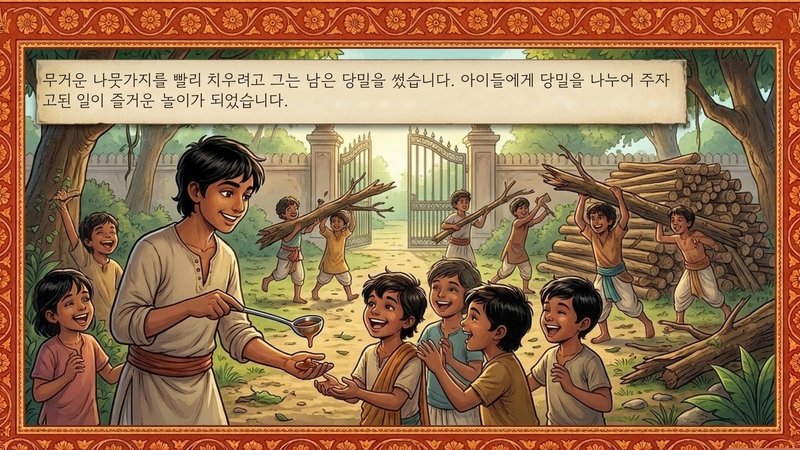 무거운 나뭇가지를 빨리 치우려고 그는 남은 당밀을 썼습니다. 아이들에게 당밀을 나누어 주자
고된 일이 즐거운 놀이가 되었습니다.